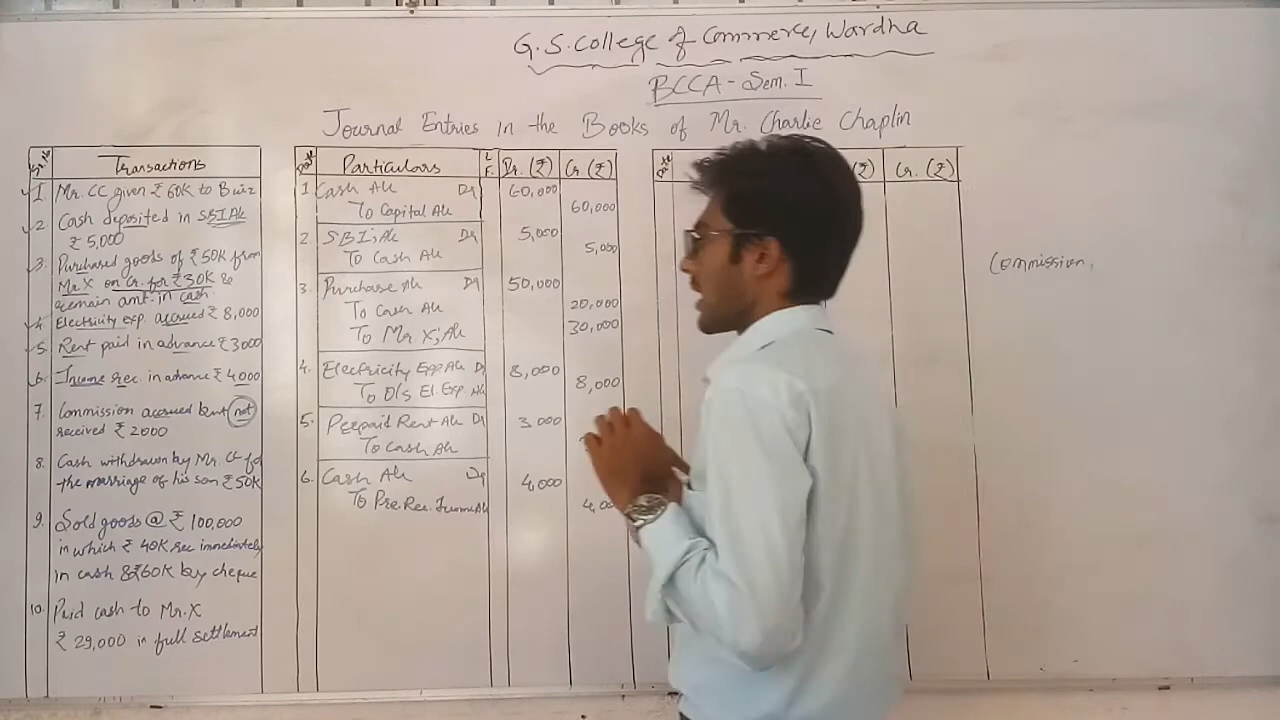 G.S. College of Commerce, Wardha
BCCA - Sem. I
Journal Entries in the Books of Mr. Charlie Chaplin
Sr. No
Transactions
1. Mr. CC given ₹ 60K to Buiz
2. Cash deposited in SBI A/c
₹ 5,000
3. Purchased goods of ₹ 50K from
Mr. X on Cr. for ₹ 30K &
remain amt. in cash
4. Electricity exp. accrued ₹ 8,000
5. Rent paid in advance ₹ 3000
6. Income rec. in advance ₹ 4000
7. Commission accrued but not
received ₹ 2000
8. Cash withdrawn by Mr. CC for
the marriage of his son ₹ 50K
9. Sold goods @ ₹ 100,000
in which ₹ 40K rec immediately
in cash & ₹ 60K by cheque
10. Paid cash to Mr. X
₹ 29,000 in full settlement
Date Particulars L.F. Dr. (₹) Cr. (₹)
1. Cash A/c Dr 60,000
To Capital A/c 60,000
2. SBI's A/c Dr 5,000
To Cash A/c 5,000
3. Purchase A/c Dr 50,000
To Cash A/c 20,000
To Mr. X's A/c 30,000
4. Electricity Exp A/c Dr 8,000
To O/s El. Exp. A/c 8,000
5. Prepaid Rent A/c Dr 3000
To Cash A/c
6. Cash A/c Dr 4,000
To Pre. Rec. Income A/c 4,00
Date (₹) Cr. (₹)
Commission,